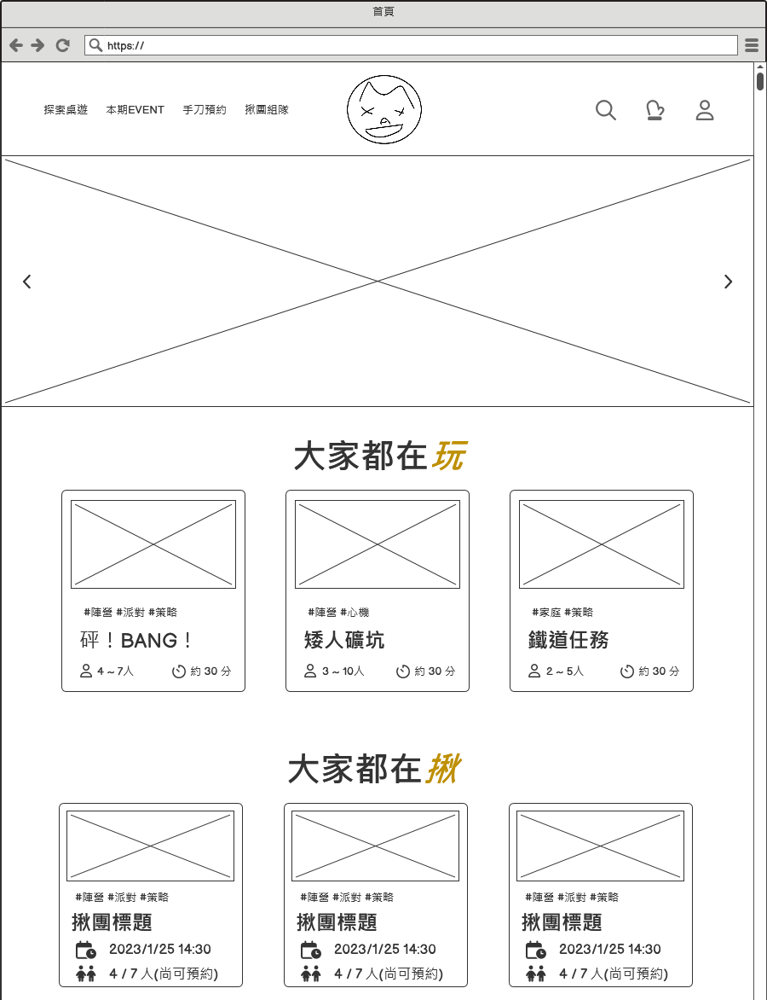 首頁
https://
探索桌遊 本期EVENT 手刀預約 揪團組隊
大家都在玩
#陣營 #派對 #策略
砰！BANG！
4 ~ 7人 約 30 分
#陣營 #心機
矮人礦坑
3 ~ 10人 約 30 分
#家庭 #策略
鐵道任務
2 ~ 5人 約 30 分
大家都在揪
#陣營 #派對 #策略
揪團標題
2023/1/25 14:30
4 / 7 人(尚可預約)
#陣營 #派對 #策略
揪團標題
2023/1/25 14:30
4 / 7 人(尚可預約)
#陣營 #派對 #策略
揪團標題
2023/1/25 14:30
4 / 7 人(尚可預約)